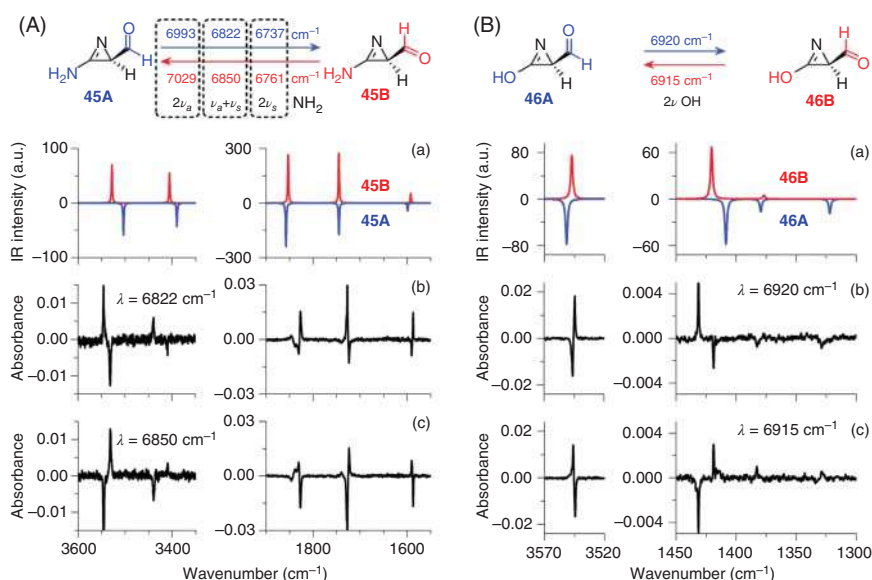 (A)
6993 6822 6737 cm⁻¹
7029 6850 6761 cm⁻¹
2νₐ νₐ+νₛ 2νₛ NH₂
N O
H₂N H H
45A
N H
H₂N O H
45B
100
0
−100
IR intensity (a.u.)
300
0
−300
(a)
45B
45A
0.01
0.00
−0.01
Absorbance
λ = 6822 cm⁻¹
0.03
0.00
−0.03
(b)
0.01
0.00
−0.01
Absorbance
λ = 6850 cm⁻¹
0.03
0.00
−0.03
(c)
3600 3400 1800 1600
Wavenumber (cm⁻¹)
(B)
6920 cm⁻¹
6915 cm⁻¹
2ν OH
N O
HO H H
46A
N H
HO O H
46B
80
0
−80
IR intensity (a.u.)
60
0
−60
(a)
46B
46A
0.02
0.00
−0.02
Absorbance
0.004
0.000
−0.004
λ = 6920 cm⁻¹
(b)
0.02
0.00
−0.02
Absorbance
0.004
0.000
−0.004
λ = 6915 cm⁻¹
(c)
3570 3520 1450 1400 1350 1300
Wavenumber (cm⁻¹)